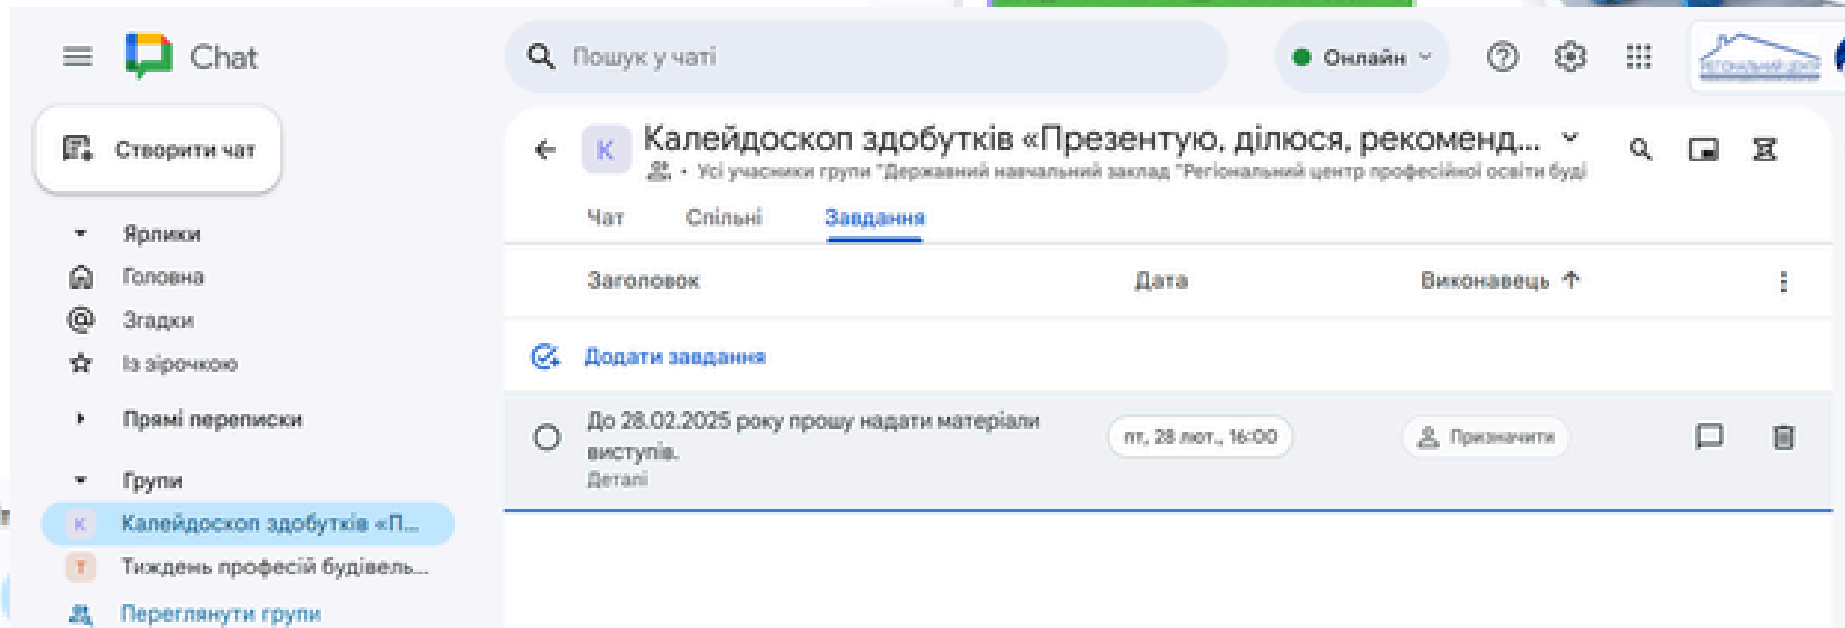 Chat
Пошук у чаті
Онлайн
РЕГІОНАЛЬНИЙ ЦЕНТР
Створити чат
Ярлики
Головна
Згадки
Із зірочкою
Прямі переписки
Групи
К Калейдоскоп здобутків «П...
Т Тиждень професій будівель...
Переглянути групи
К Калейдоскоп здобутків «Презентую, ділюся, рекоменд...
• Усі учасники групи "Державний навчальний заклад "Регіональний центр професійної освіти буді
Чат Спільні Завдання
Заголовок Дата Виконавець ↑
Додати завдання
До 28.02.2025 року прошу надати матеріали
виступів.
Деталі
пт, 28 лют., 16:00
Призначити